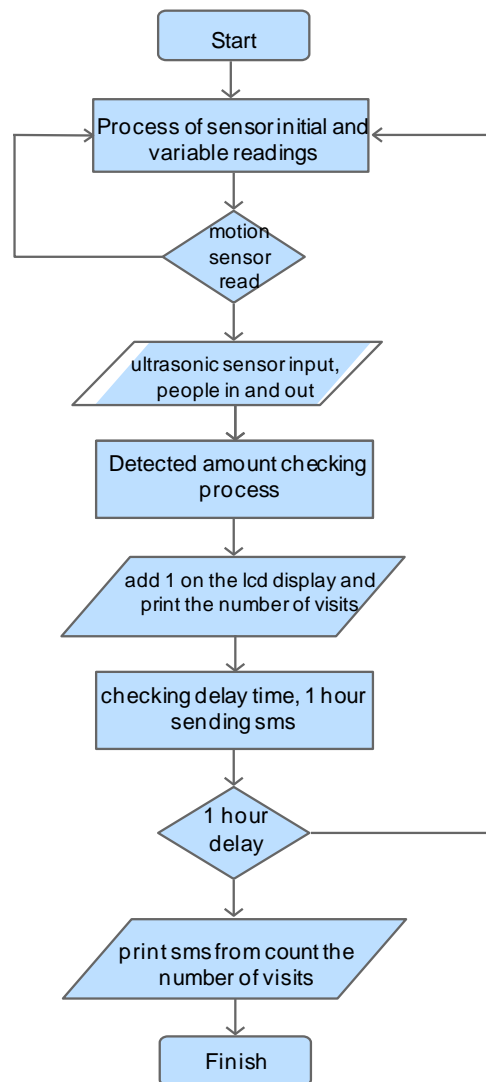 Start
Process of sensor initial and
variable readings
motion
sensor
read
ultrasonic sensor input,
people in and out
Detected amount checking
process
add 1 on the lcd display and
print the number of visits
checking delay time, 1 hour
sending sms
1 hour
delay
print sms from count the
number of visits
Finish